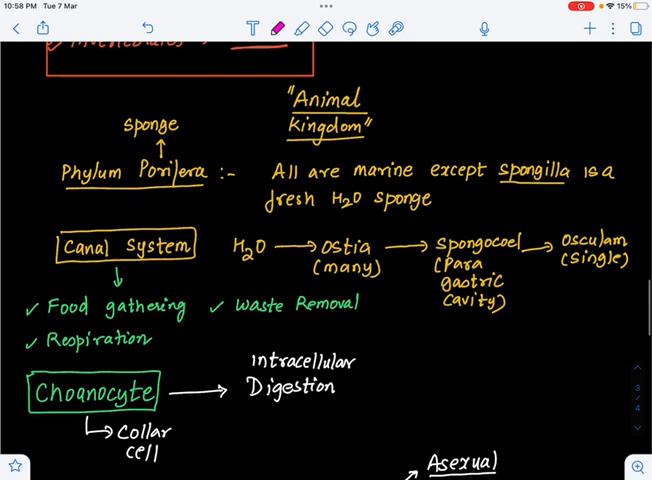 10:58 PM Tue 7 Mar
15%
"Animal
Kingdom"
Sponge
Phylum Porifera :- All are marine except Spongilla is a
fresh H2O sponge
Canal System
H2O → Ostia → Spongocoel → Osculam
(many) (Para (Single)
gastric
cavity)
✓ Food gathering ✓ Waste Removal
✓ Respiration
Intracellular
Choanocyte → Digestion
Collar
cell
Asexual
3
/
4